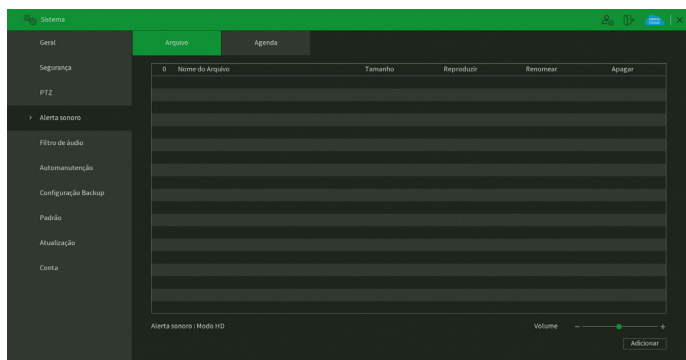 Sistema
Geral
Segurança
PTZ
Alerta sonoro
Filtro de áudio
Automanutenção
Configuração Backup
Padrão
Atualização
Conta
Arquivo Agenda
0 Nome do Arquivo Tamanho Reproduzir Renomear Apagar
Alerta sonoro : Modo HD Volume
Adicionar